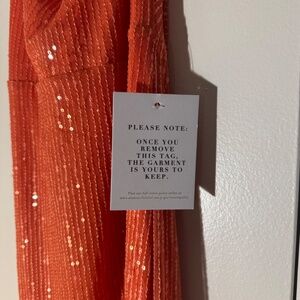 PLEASE NOTE:
ONCE YOU
REMOVE
THIS TAG,
THE GARMENT
IS YOURS TO
KEEP.